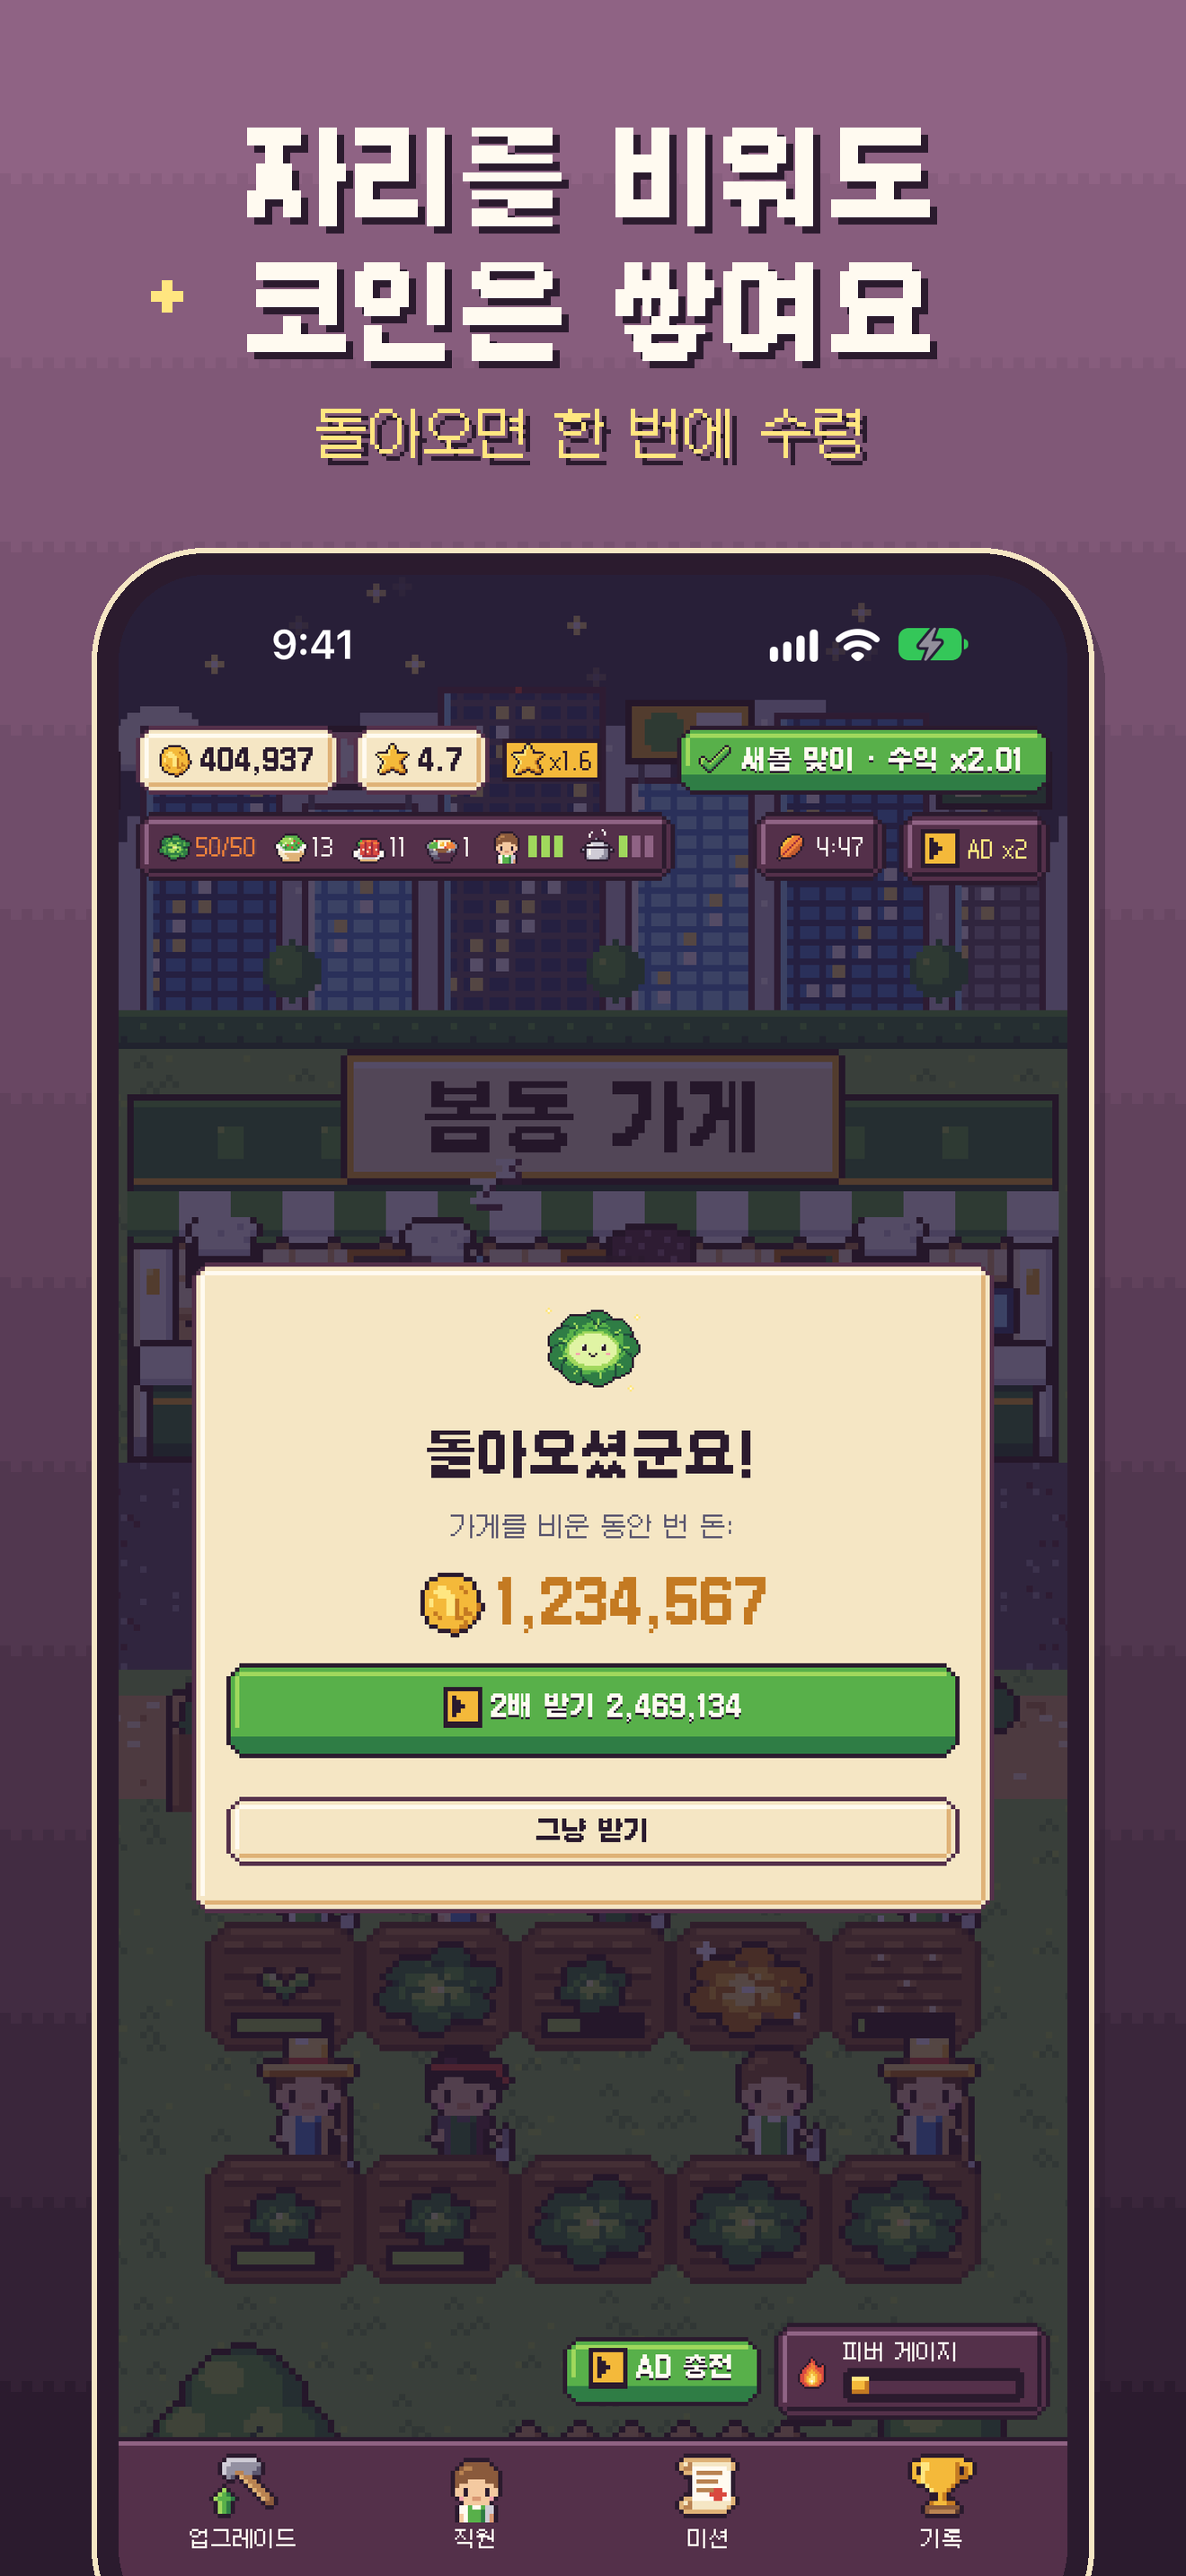 자리를 비워도
코인은 쌓여요
돌아오면 한 번에 수령
9:41
404,937
4.7
x1.6
새봄 맞이 · 수익 x2.01
50/50
13
11
1
4:47
AD x2
봄동 가게
돌아오셨군요!
가게를 비운 동안 번 돈:
1,234,567
2배 받기 2,469,134
그냥 받기
AD 충전
피버 게이지
업그레이드
직원
미션
기록